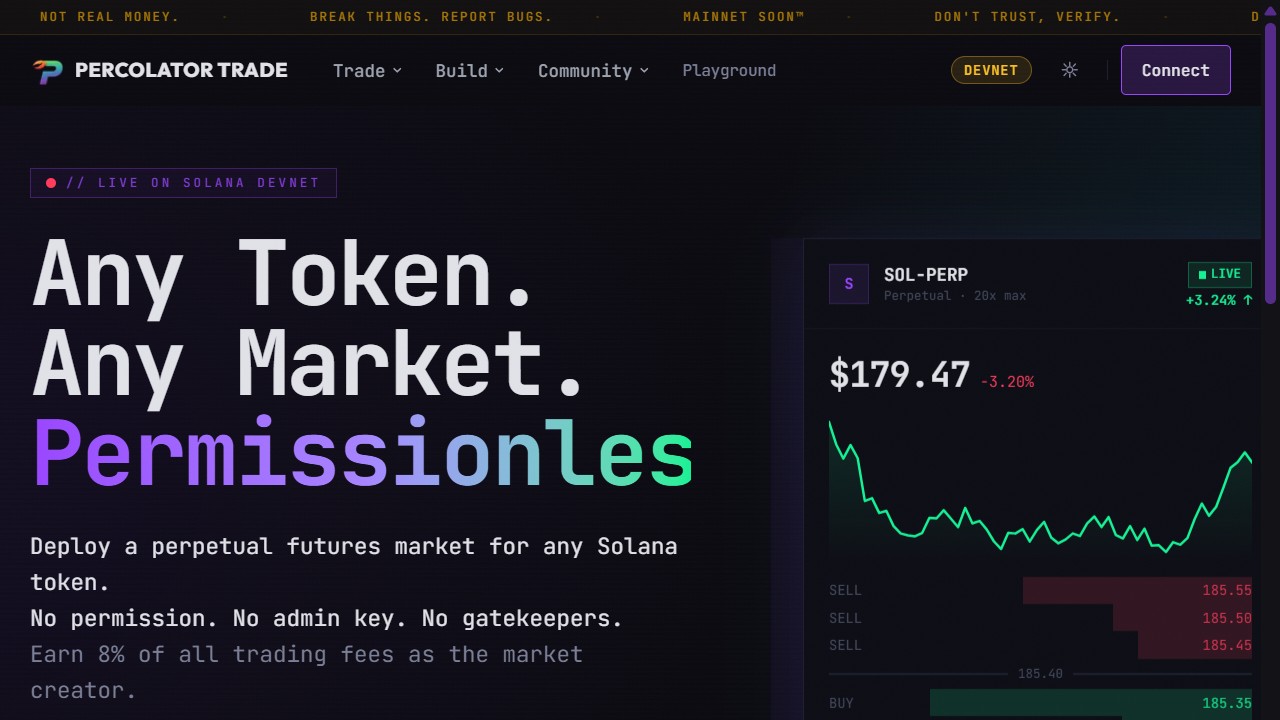 NOT REAL MONEY. · BREAK THINGS. REPORT BUGS. · MAINNET SOON™ · DON'T TRUST, VERIFY. · D
PERCOLATOR TRADE Trade Build Community Playground DEVNET Connect
// LIVE ON SOLANA DEVNET
Any Token.
Any Market.
Permissionles
Deploy a perpetual futures market for any Solana
token.
No permission. No admin key. No gatekeepers.
Earn 8% of all trading fees as the market
creator.
S
SOL-PERP
Perpetual · 20x max
LIVE
+3.24% ↑
$179.47 -3.20%
SELL 185.55
SELL 185.50
SELL 185.45
185.40
BUY 185.35